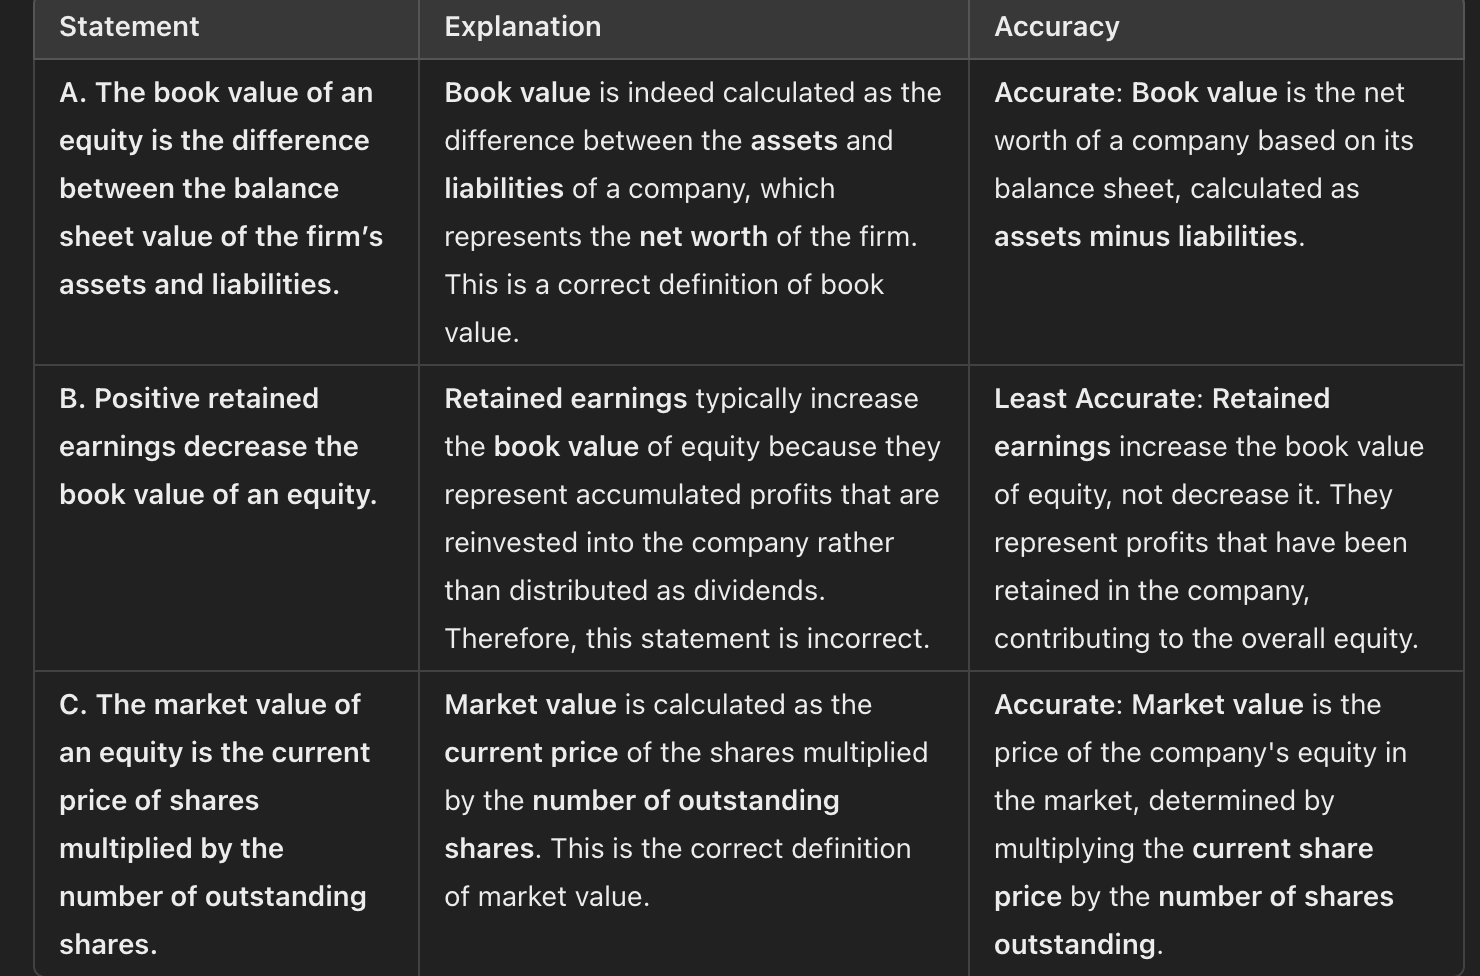 Statement
Explanation
Accuracy
A. The book value of an
equity is the difference
between the balance
sheet value of the firm’s
assets and liabilities.
Book value is indeed calculated as the
difference between the assets and
liabilities of a company, which
represents the net worth of the firm.
This is a correct definition of book
value.
Accurate: Book value is the net
worth of a company based on its
balance sheet, calculated as
assets minus liabilities.
B. Positive retained
earnings decrease the
book value of an equity.
Retained earnings typically increase
the book value of equity because they
represent accumulated profits that are
reinvested into the company rather
than distributed as dividends.
Therefore, this statement is incorrect.
Least Accurate: Retained
earnings increase the book value
of equity, not decrease it. They
represent profits that have been
retained in the company,
contributing to the overall equity.
C. The market value of
an equity is the current
price of shares
multiplied by the
number of outstanding
shares.
Market value is calculated as the
current price of the shares multiplied
by the number of outstanding
shares. This is the correct definition
of market value.
Accurate: Market value is the
price of the company's equity in
the market, determined by
multiplying the current share
price by the number of shares
outstanding.